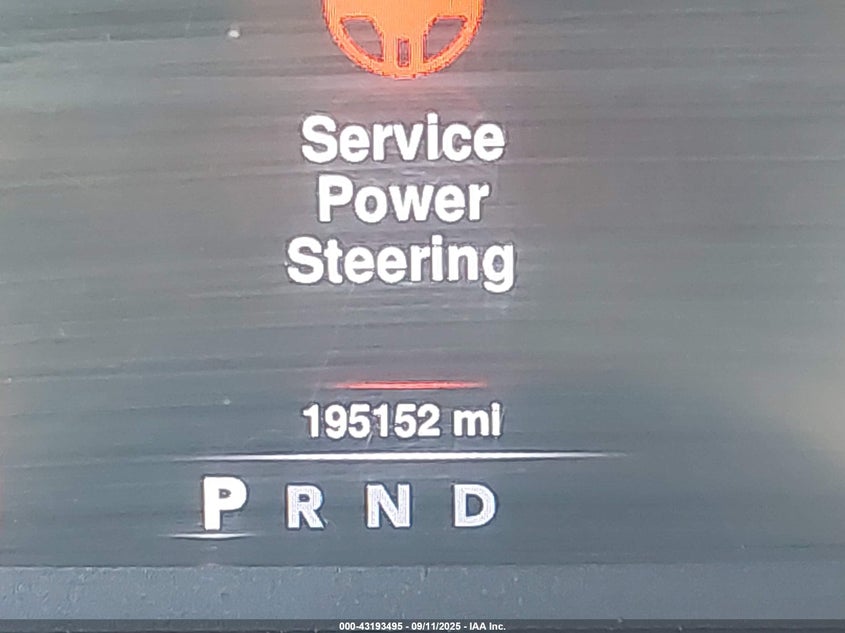 Service
Power
Steering
195152 mi
P R N D
000-43193495 - 09/11/2025 - IAA Inc.